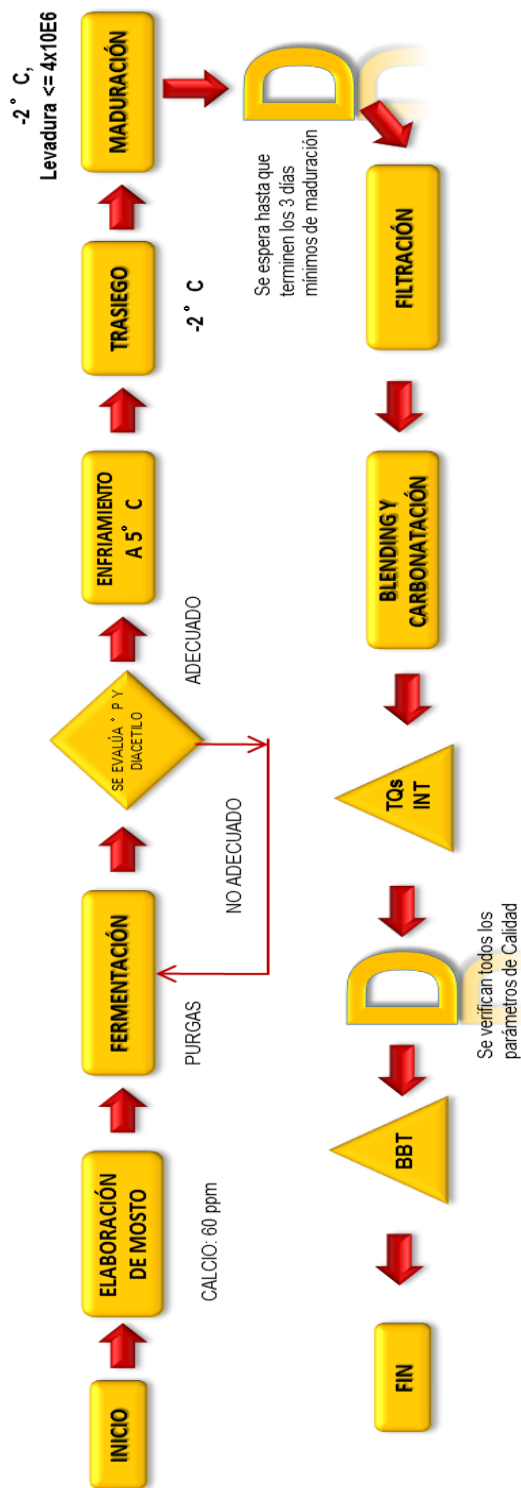 INICIO
ELABORACIÓN
DE MOSTO
CALCIO: 60 ppm
FERMENTACIÓN
PURGAS
SE EVALÚA ° P Y
DIACETILO
NO ADECUADO
ADECUADO
ENFRIAMIENTO
A 5° C
TRASIEGO
-2° C
-2° C,
Levadura <= 4x10E6
MADURACIÓN
D
Se espera hasta que
terminen los 3 dias
mínimos de maduración
FILTRACIÓN
BLENDING Y
CARBONATACIÓN
TQs
INT
D
Se verifican todos los
parámetros de Calidad
BBT
FIN